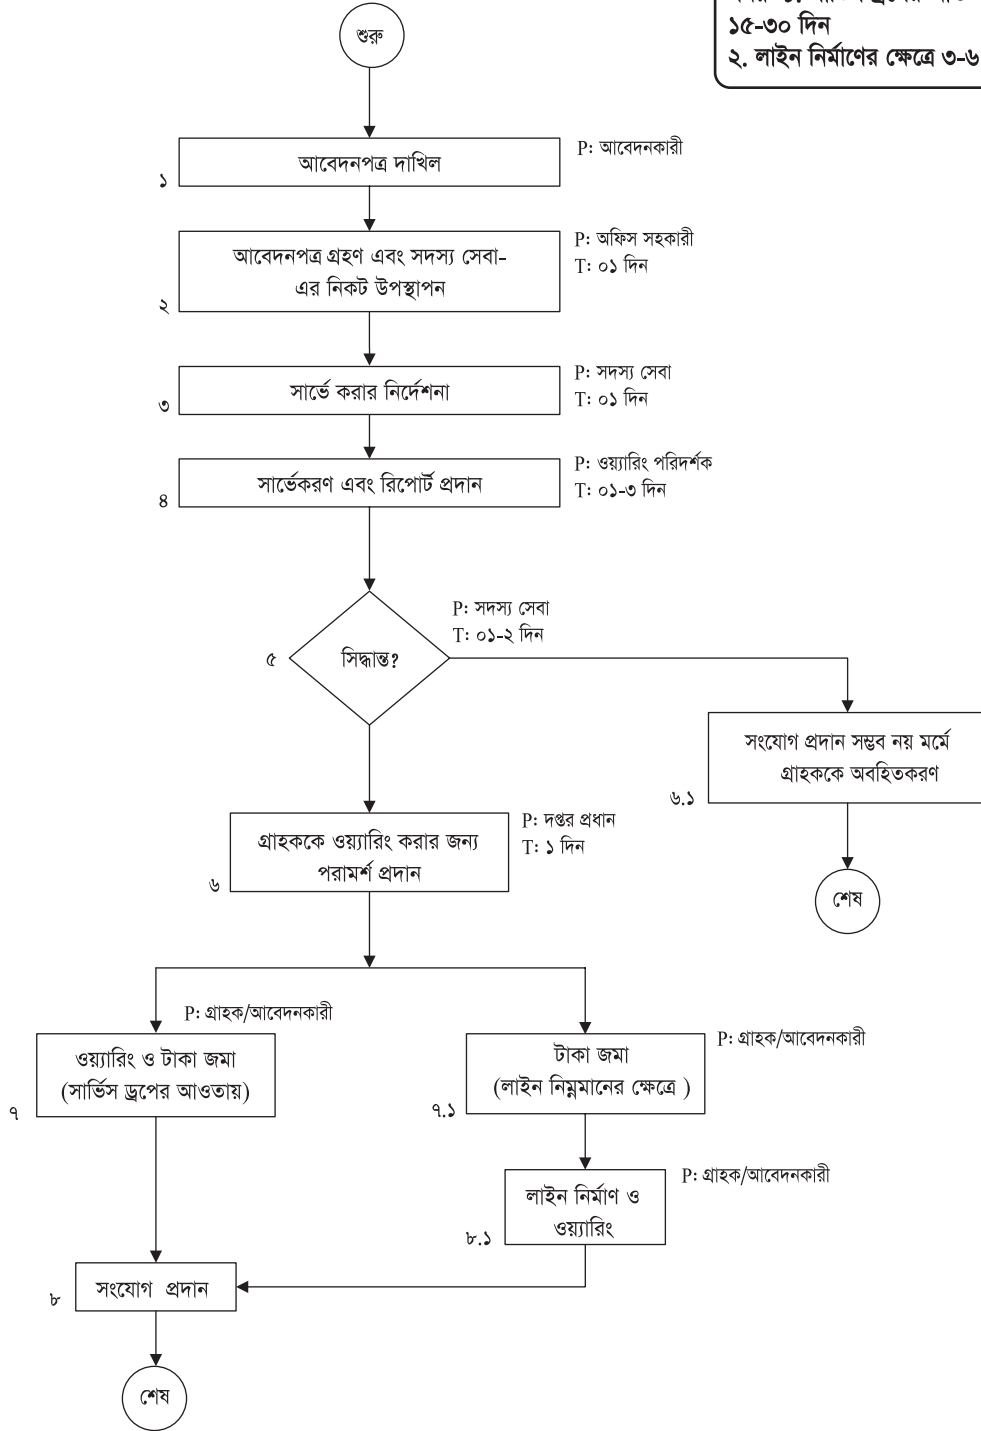 ১৫-৩০ দিন
২. লাইন নির্মাণের ক্ষেত্রে ৩-৬
শুরু
১
আবেদনপত্র দাখিল
P: আবেদনকারী
২
আবেদনপত্র গ্রহণ এবং সদস্য সেবা-
এর নিকট উপস্থাপন
P: অফিস সহকারী
T: ০১ দিন
৩
সার্ভে করার নির্দেশনা
P: সদস্য সেবা
T: ০১ দিন
৪
সার্ভেকরণ এবং রিপোর্ট প্রদান
P: ওয়্যারিং পরিদর্শক
T: ০১-৩ দিন
৫
সিদ্ধান্ত?
P: সদস্য সেবা
T: ০১-২ দিন
৬.১
সংযোগ প্রদান সম্ভব নয় মর্মে
গ্রাহককে অবহিতকরণ
শেষ
৬
গ্রাহককে ওয়্যারিং করার জন্য
পরামর্শ প্রদান
P: দপ্তর প্রধান
T: ১ দিন
P: গ্রাহক/আবেদনকারী
৭
ওয়্যারিং ও টাকা জমা
(সার্ভিস ড্রপের আওতায়)
৭.১
টাকা জমা
(লাইন নিম্নমানের ক্ষেত্রে )
P: গ্রাহক/আবেদনকারী
৮.১
লাইন নির্মাণ ও
ওয়্যারিং
P: গ্রাহক/আবেদনকারী
৮
সংযোগ প্রদান
শেষ